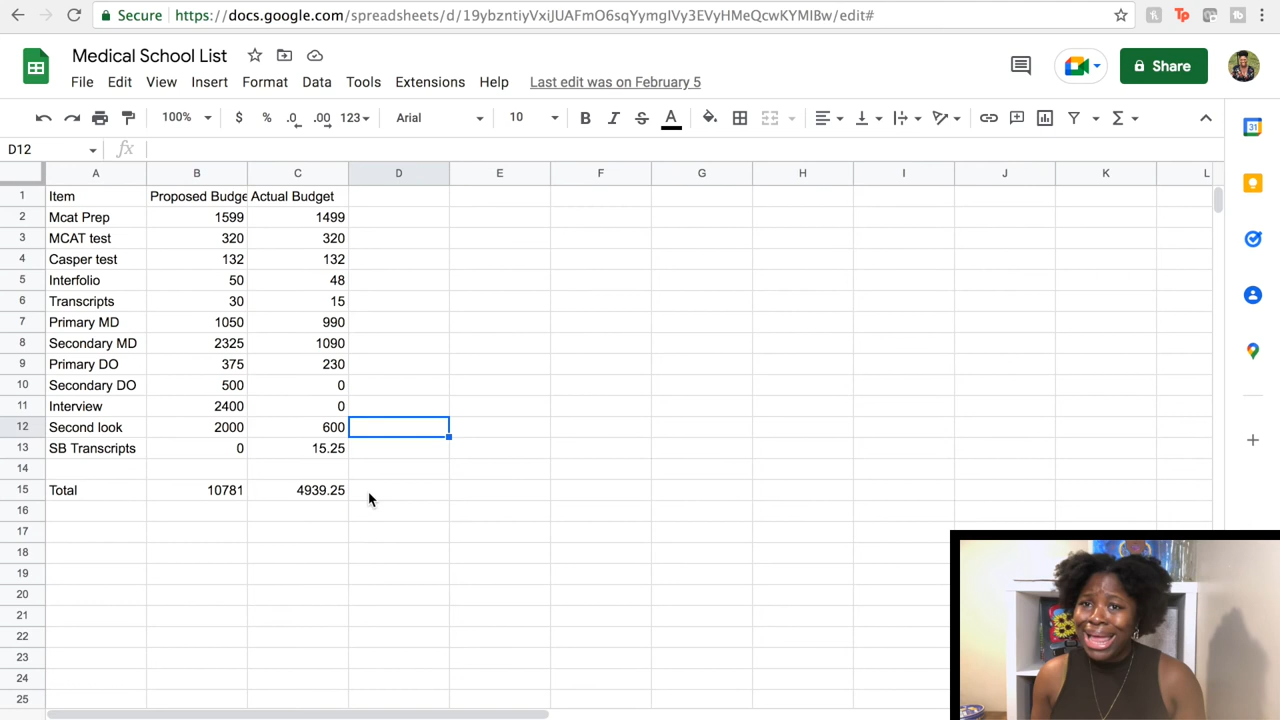 Secure https://docs.google.com/spreadsheets/d/19ybzntiyVxiJUAFmO6sqYymgIVy3EVyHMeQcwKYMIBw/edit#
Medical School List
File Edit View Insert Format Data Tools Extensions Help Last edit was on February 5
Share
100% $ % .0 .00 123 Arial 10 B I S A
D12 fx
A B C D E F G H I J K L
1 Item Proposed Budge Actual Budget
2 Mcat Prep 1599 1499
3 MCAT test 320 320
4 Casper test 132 132
5 Interfolio 50 48
6 Transcripts 30 15
7 Primary MD 1050 990
8 Secondary MD 2325 1090
9 Primary DO 375 230
10 Secondary DO 500 0
11 Interview 2400 0
12 Second look 2000 600
13 SB Transcripts 0 15.25
14
15 Total 10781 4939.25
16
17
18
19
20
21
22
23
24
25